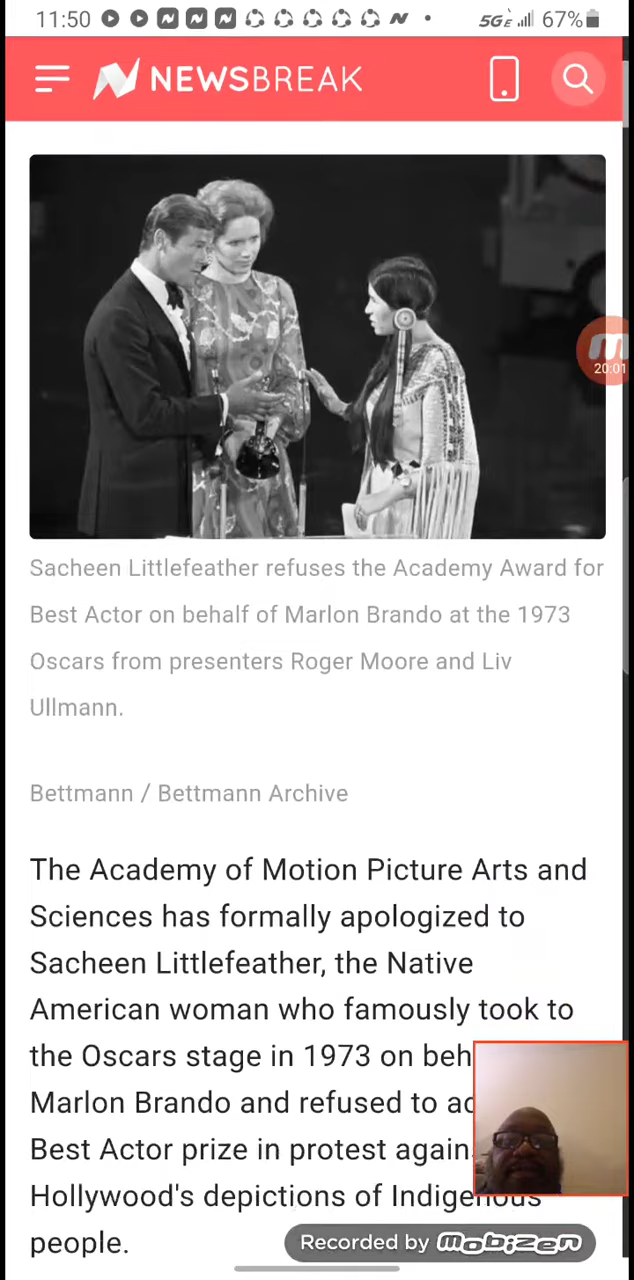 11:50
5GE 67%
NEWSBREAK
20:01
Sacheen Littlefeather refuses the Academy Award for
Best Actor on behalf of Marlon Brando at the 1973
Oscars from presenters Roger Moore and Liv
Ullmann.
Bettmann / Bettmann Archive
The Academy of Motion Picture Arts and
Sciences has formally apologized to
Sacheen Littlefeather, the Native
American woman who famously took to
the Oscars stage in 1973 on beh
Marlon Brando and refused to ac
Best Actor prize in protest again
Hollywood's depictions of Indigenous
people.
Recorded by mobizen